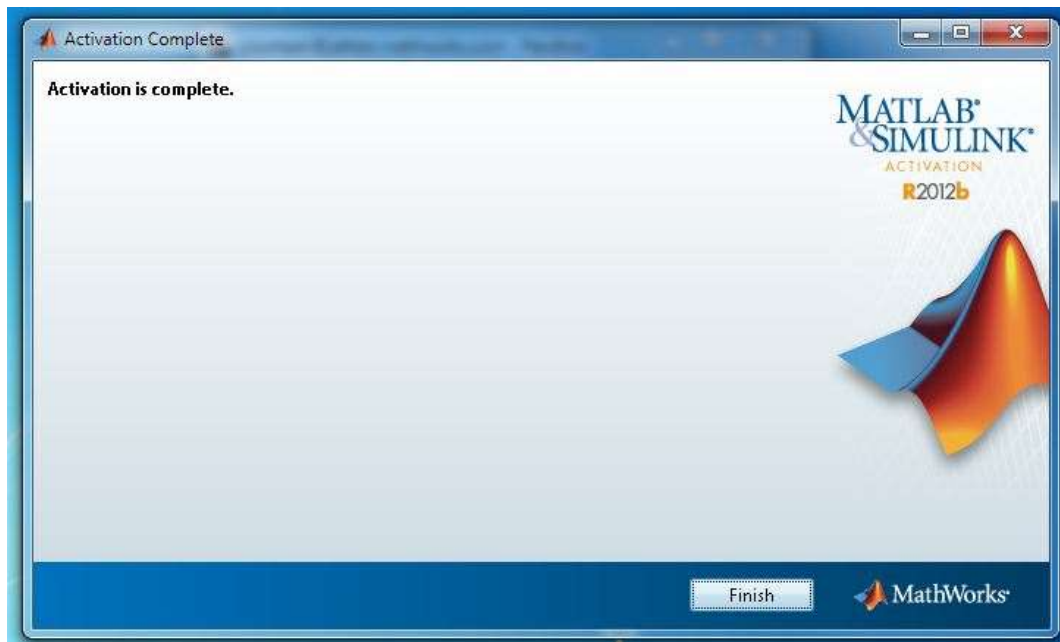 Activation Complete
Activation is complete.
MATLAB®
&SIMULINK®
ACTIVATION
R2012b
Finish
MathWorks®